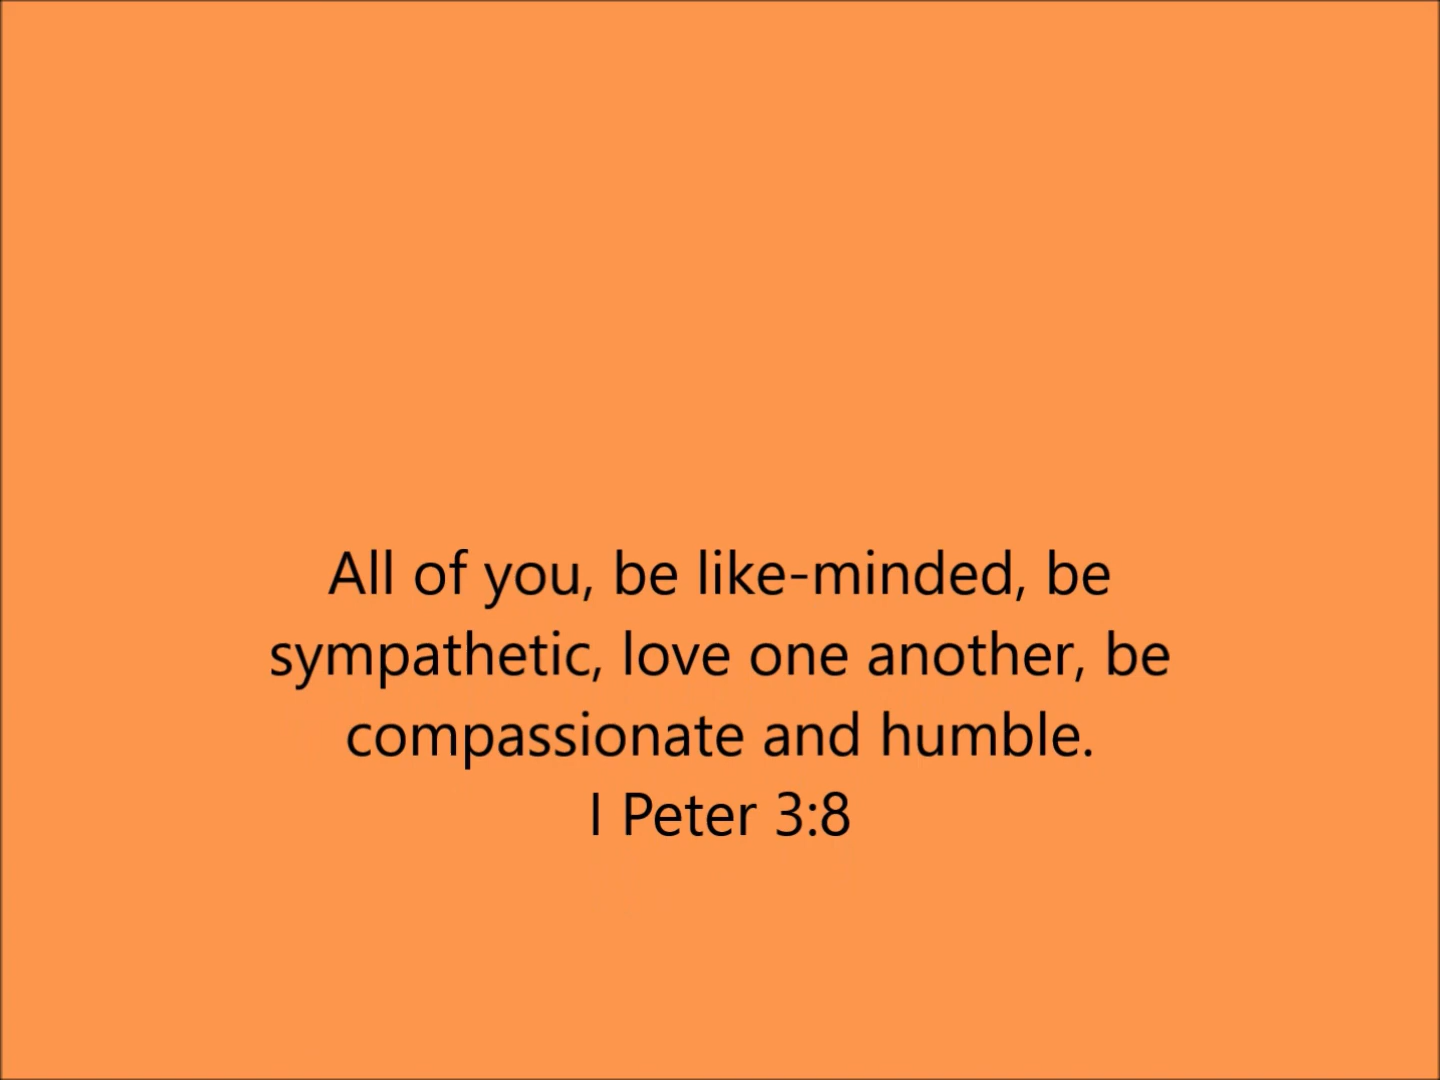 All of you, be like-minded, be
sympathetic, love one another, be
compassionate and humble.
I Peter 3:8